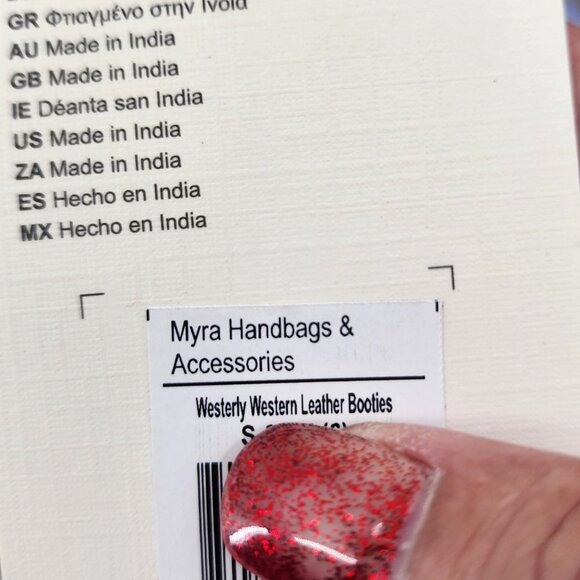 GR Φτιαγμένο στην Ινδία
AU Made in India
GB Made in India
IE Déanta san India
US Made in India
ZA Made in India
ES Hecho en India
MX Hecho en India
Myra Handbags &
Accessories
Westerly Western Leather Booties